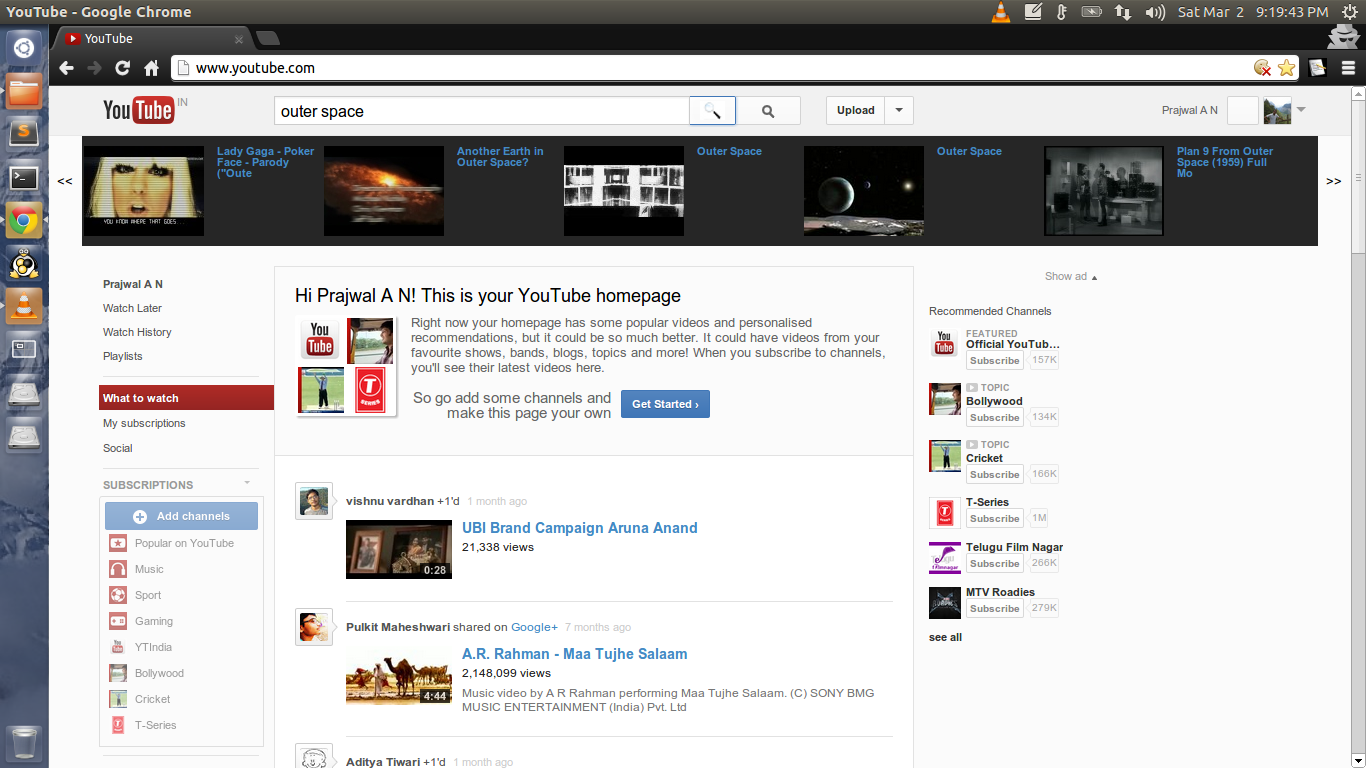 YouTube - Google Chrome
Sat Mar 2 9:19:43 PM
YouTube
www.youtube.com
YouTube IN
outer space
Upload
Prajwal A N
<<
Lady Gaga - Poker
Face - Parody
("Oute
YOU KNOW WHERE THAT GOES
Another Earth in
Outer Space?
Outer Space
Outer Space
Plan 9 From Outer
Space (1959) Full
Mo
>>
Prajwal A N
Watch Later
Watch History
Playlists
What to watch
My subscriptions
Social
SUBSCRIPTIONS
Add channels
Popular on YouTube
Music
Sport
Gaming
YTIndia
Bollywood
Cricket
T-Series
Hi Prajwal A N! This is your YouTube homepage
You
Tube
T
SERIES
Right now your homepage has some popular videos and personalised
recommendations, but it could be so much better. It could have videos from your
favourite shows, bands, blogs, topics and more! When you subscribe to channels,
you'll see their latest videos here.
So go add some channels and
make this page your own
Get Started ›
vishnu vardhan +1'd 1 month ago
UBI Brand Campaign Aruna Anand
21,338 views
0:28
Pulkit Maheshwari shared on Google+ 7 months ago
A.R. Rahman - Maa Tujhe Salaam
2,148,099 views
4:44
Music video by A R Rahman performing Maa Tujhe Salaam. (C) SONY BMG
MUSIC ENTERTAINMENT (India) Pvt. Ltd
Aditya Tiwari +1'd 1 month ago
Show ad ▲
Recommended Channels
You
Tube
FEATURED
Official YouTub...
Subscribe 157K
TOPIC
Bollywood
Subscribe 134K
TOPIC
Cricket
Subscribe 166K
T-Series
Subscribe 1M
Telugu Film Nagar
Subscribe 266K
MTV Roadies
Subscribe 279K
see all